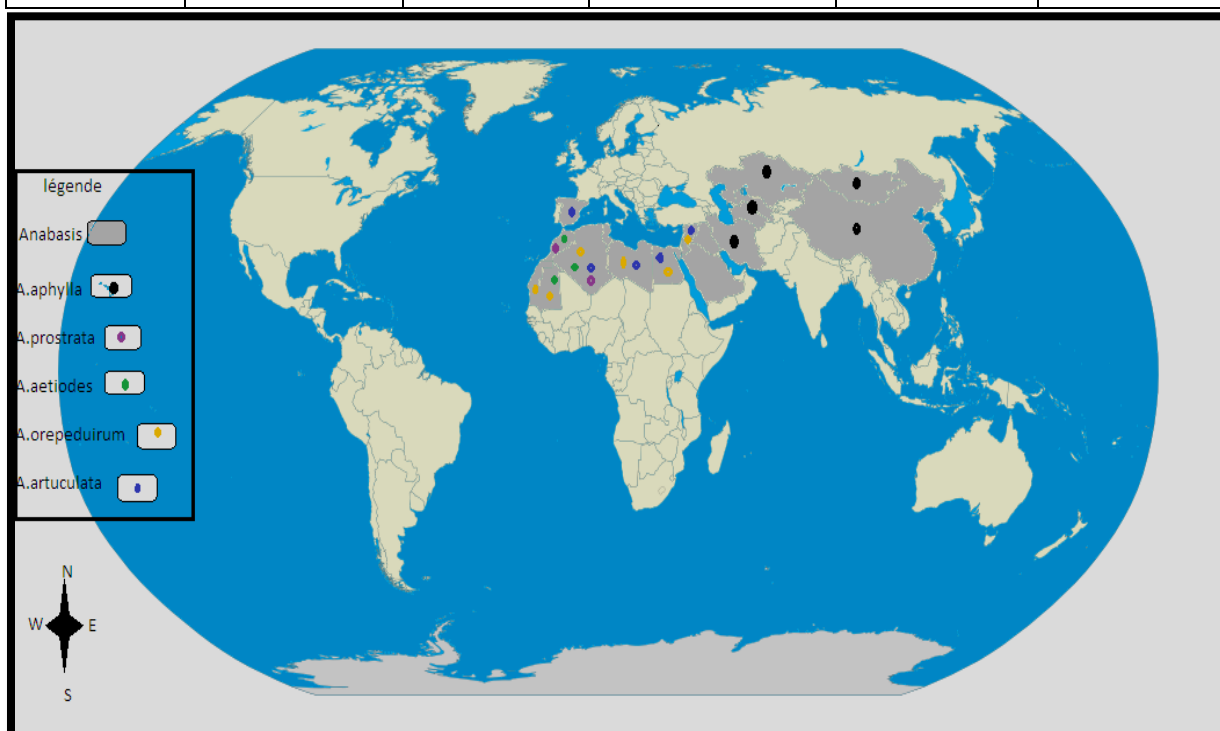 légende
Anabasis
A.aphylla
A.prostrata
A.aetiodes
A.orepeduirum
A.artuculata
N
W E
S